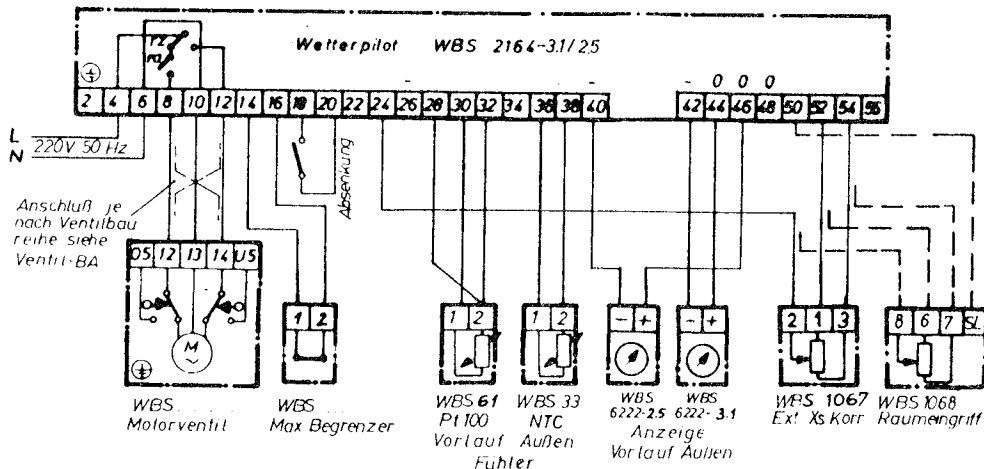 Wetterpilot WBS 2164-3.1/2.5
rz
ra
- - - 0 0 0
2 4 6 8 10 12 14 16 18 20 22 24 26 28 30 32 34 36 38 40 42 44 46 48 50 52 54 56
L
N 220V 50 Hz
Absenkung
Anschluß je
nach Ventilbau
reihe siehe
Ventil-BA
OS 12 13 14 US
1 2
1 2
1 2
- +
- +
2 1 3
8 6 7 SL
M
~
WBS . . . . . .
Motorventil
WBS . . .
Max Begrenzer
WBS 61
Pt 100
Vorlauf
WBS 33
NTC
Außen
Fühler
WBS
6222-2.5
WBS
6222-3.1
Anzeige
Vorlauf Außen
WBS 1067
Ext Xs Korr
WBS 1068
Raumeingriff